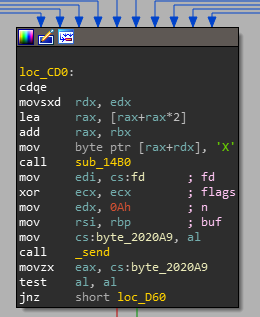 loc_CD0:
cdqe
movsxd rdx, edx
lea rax, [rax+rax*2]
add rax, rbx
mov byte ptr [rax+rdx], 'X'
call sub_14B0
mov edi, cs:fd ; fd
xor ecx, ecx ; flags
mov edx, 0Ah ; n
mov rsi, rbp ; buf
mov cs:byte_2020A9, al
call _send
movzx eax, cs:byte_2020A9
test al, al
jnz short loc_D60